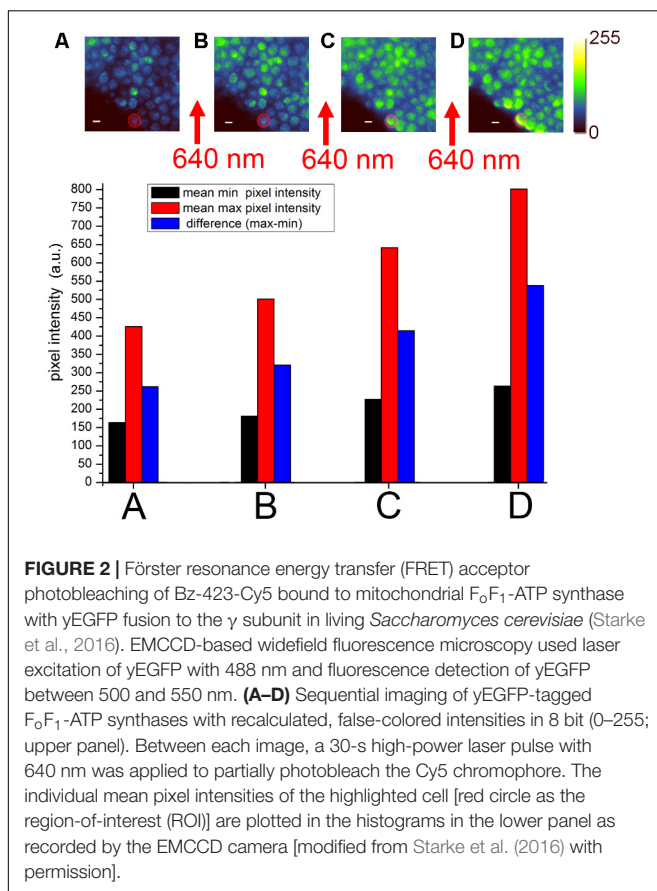 A B C D
255
0
640 nm 640 nm 640 nm
800
750
700
650
600
550
500
450
400
350
300
250
200
150
100
50
0
pixel intensity (a.u.)
mean min pixel intensity
mean max pixel intensity
difference (max-min)
A B C D
FIGURE 2 | Förster resonance energy transfer (FRET) acceptor
photobleaching of Bz-423-Cy5 bound to mitochondrial FoF1-ATP synthase
with yEGFP fusion to the γ subunit in living Saccharomyces cerevisiae (Starke
et al., 2016). EMCCD-based widefield fluorescence microscopy used laser
excitation of yEGFP with 488 nm and fluorescence detection of yEGFP
between 500 and 550 nm. (A–D) Sequential imaging of yEGFP-tagged
FoF1-ATP synthases with recalculated, false-colored intensities in 8 bit (0–255;
upper panel). Between each image, a 30-s high-power laser pulse with
640 nm was applied to partially photobleach the Cy5 chromophore. The
individual mean pixel intensities of the highlighted cell [red circle as the
region-of-interest (ROI)] are plotted in the histograms in the lower panel as
recorded by the EMCCD camera [modified from Starke et al. (2016) with
permission].